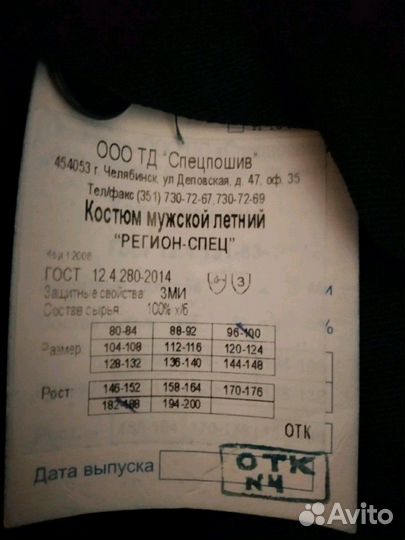 ООО ТД "Спецпошив"
454053 г. Челябинск, ул Деповская, д. 47, оф. 35
Тел/факс (351) 730-72-67,730-72-69
Костюм мужской летний
"РЕГИОН-СПЕЦ"
Код 12008
ГОСТ 12.4.280-2014 З
Защитные свойства: ЗМИ
Состав сырья: 100% х/б
80-84 88-92 96-100
Размер: 104-108 112-116 120-124
128-132 136-140 144-148
Рост: 146-152 158-164 170-176
182-188 194-200
ОТК
Дата выпуска
ОТК
N4
Avito